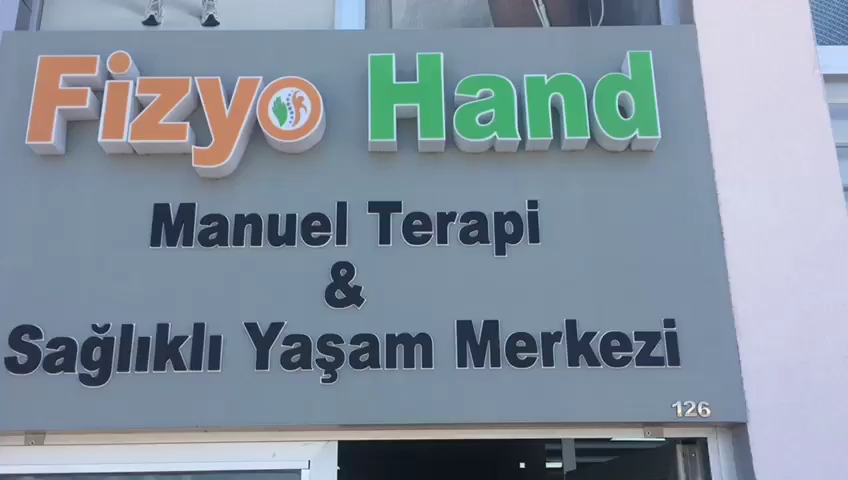 Fizyo Hand
Manuel Terapi
&
Sağlıklı Yaşam Merkezi
126